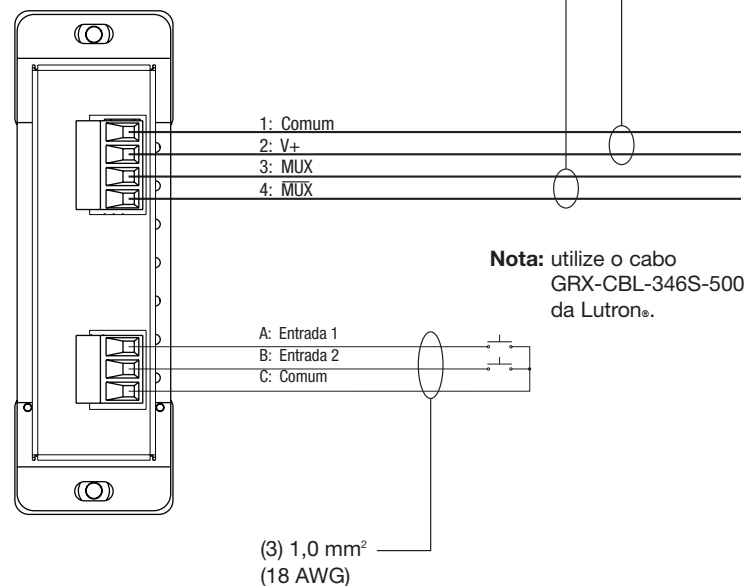 1: Comum
2: V+
3: MUX
4: M̅U̅X̅
Nota: utilize o cabo
GRX-CBL-346S-500
da Lutron®.
A: Entrada 1
B: Entrada 2
C: Comum
(3) 1,0 mm²
(18 AWG)